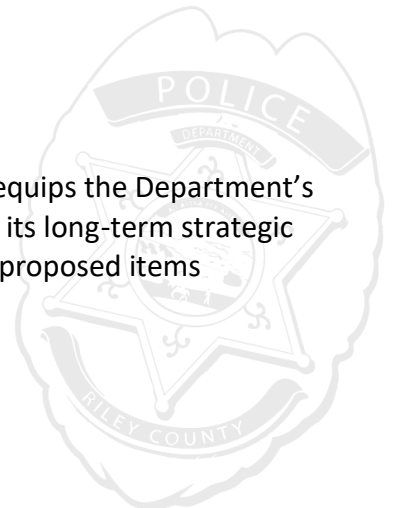 POLICE
DEPARTMENT
equips the Department’s
its long-term strategic
proposed items
RILEY COUNTY